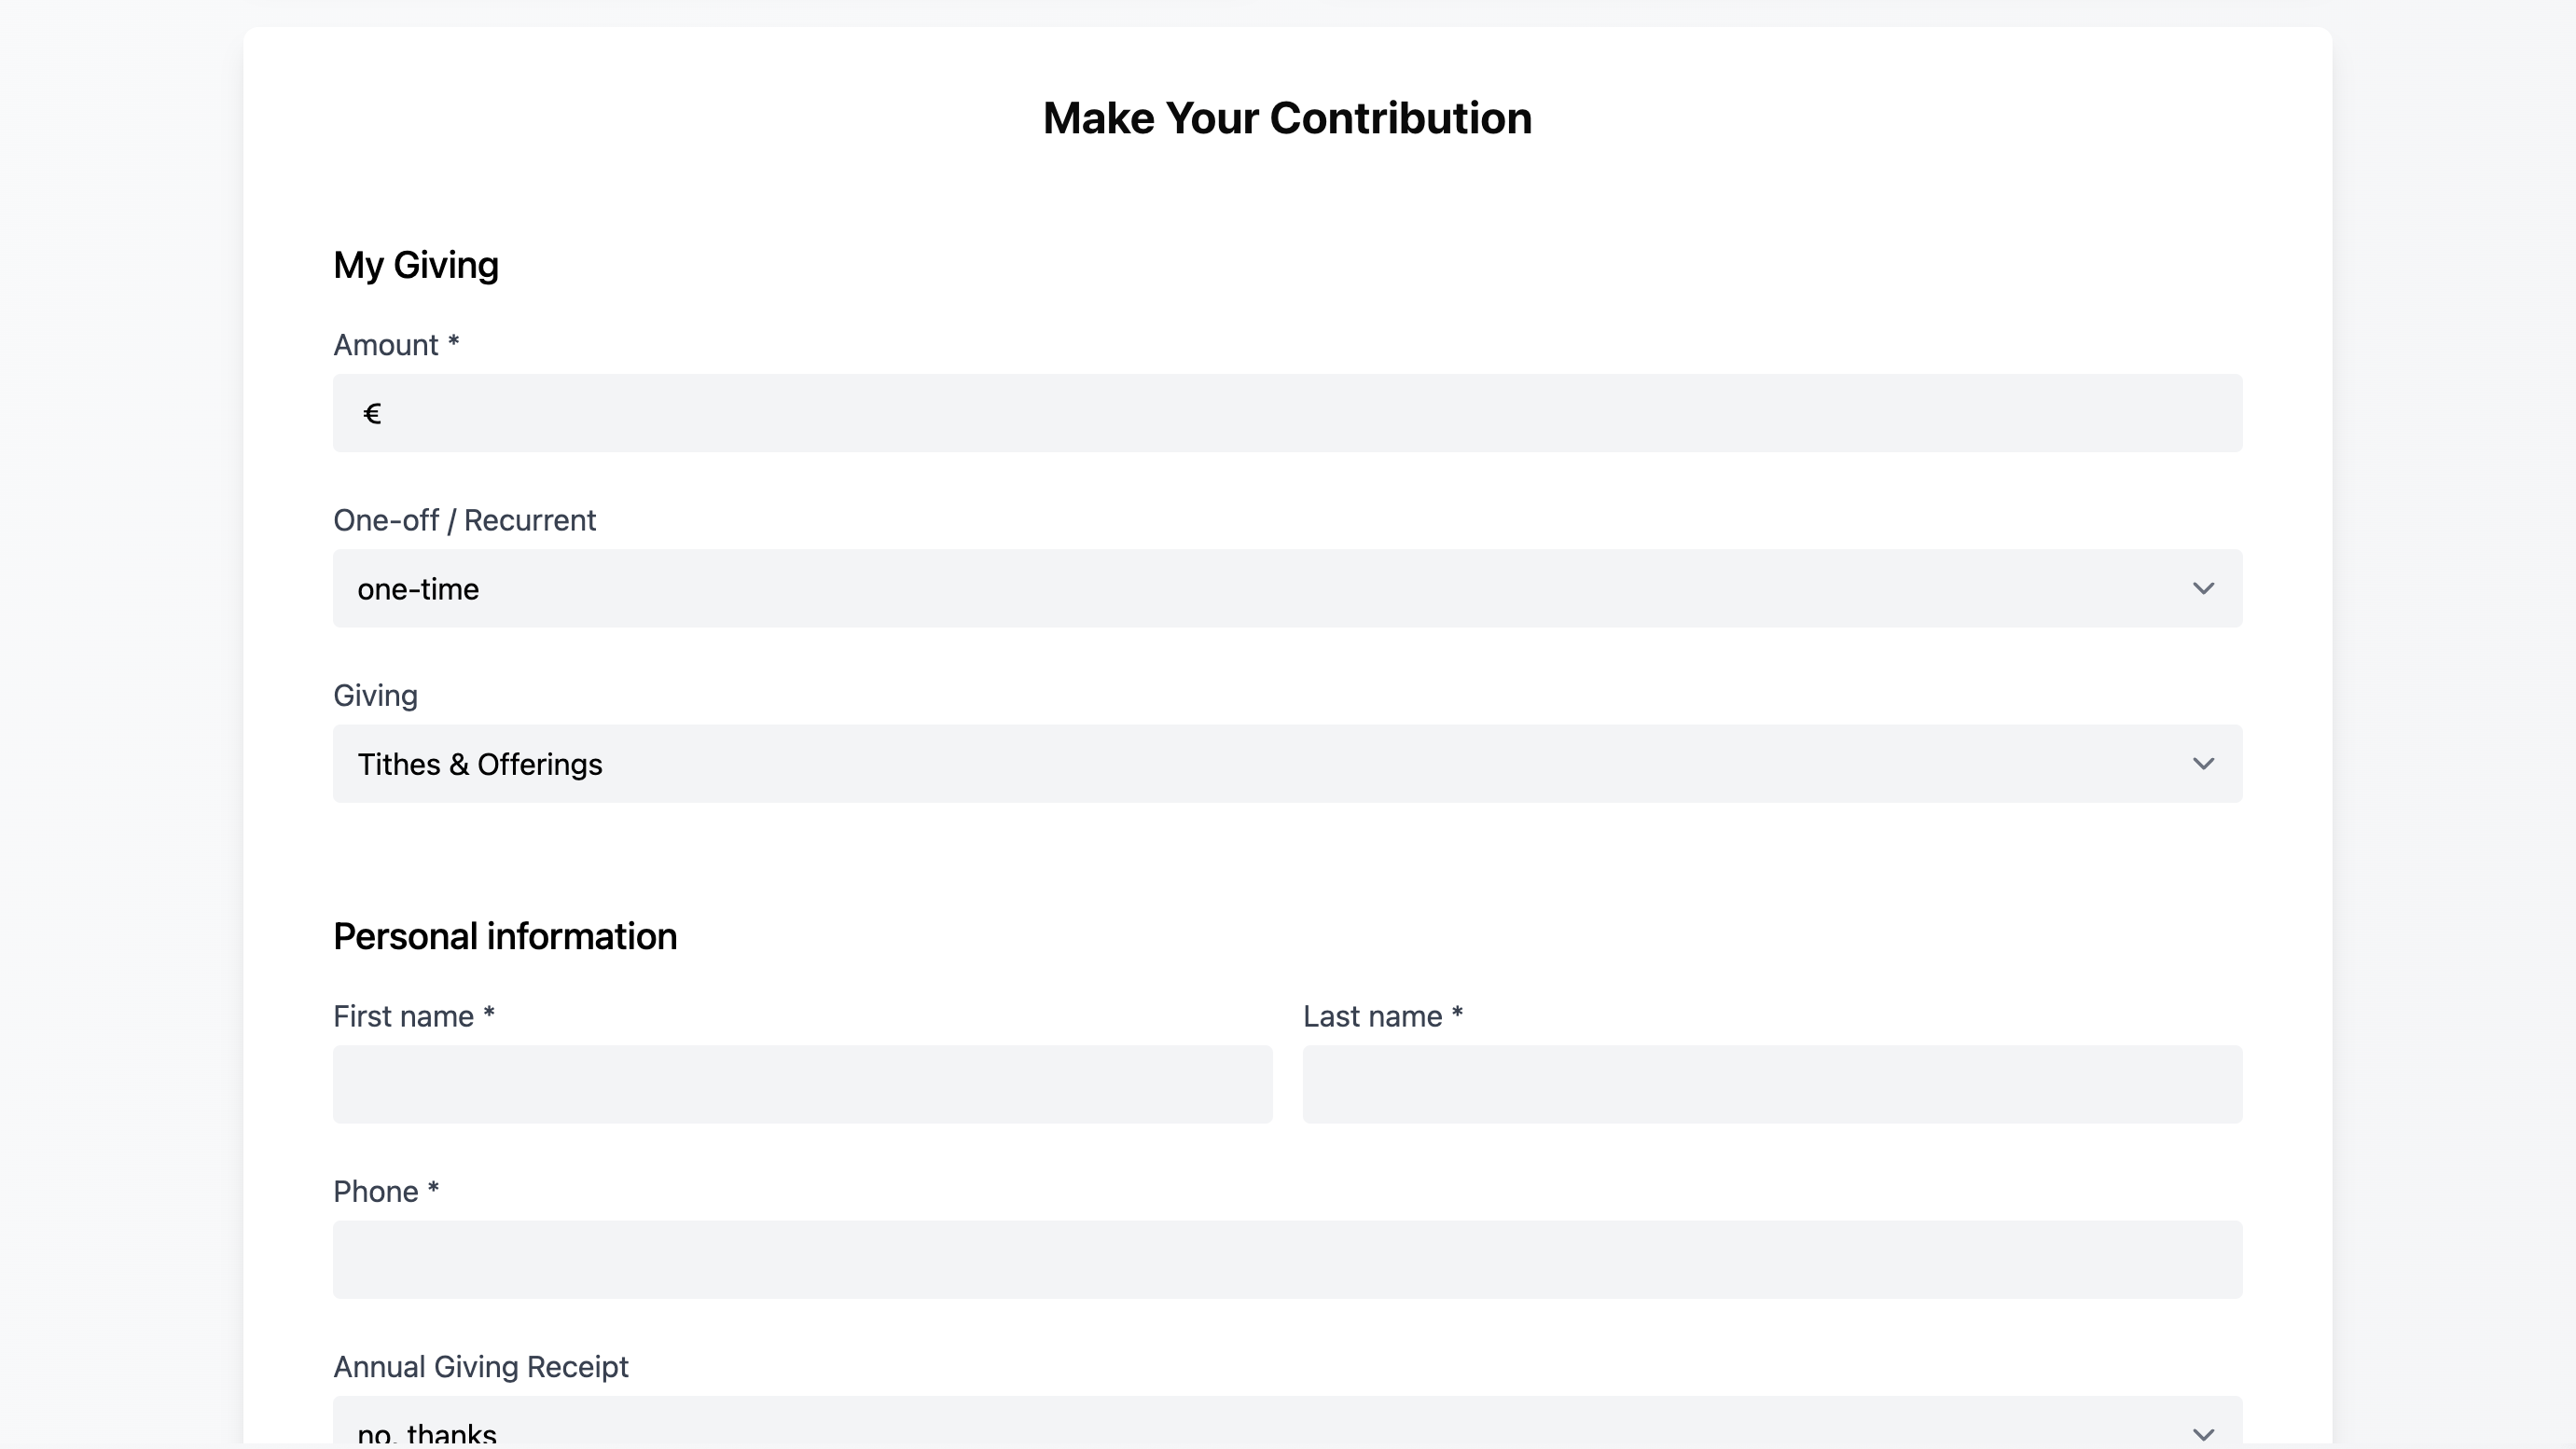 Make Your Contribution
My Giving
Amount *
€
One-off / Recurrent
one-time
Giving
Tithes & Offerings
Personal information
First name *
Last name *
Phone *
Annual Giving Receipt
no, thanks